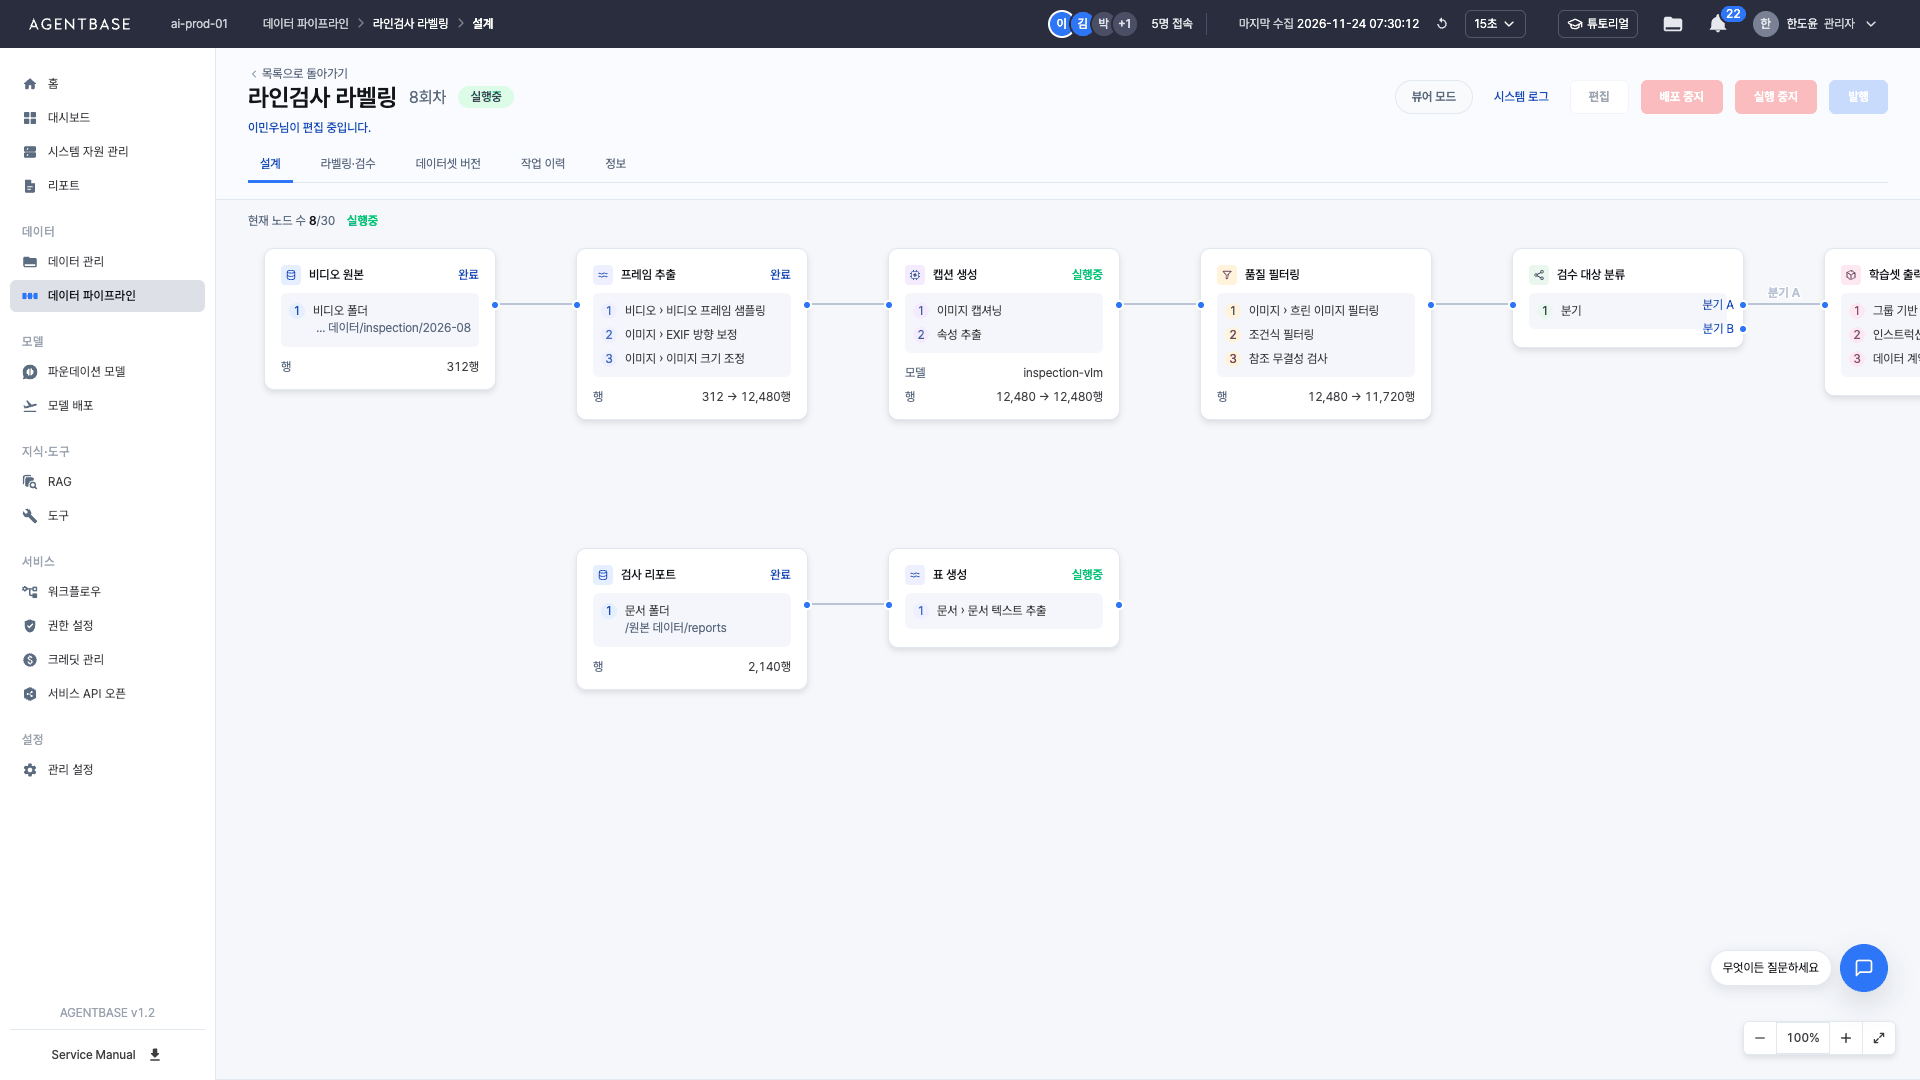 AGENTBASE
ai-prod-01
데이터 파이프라인 > 라인검사 라벨링 > 설계
이 김 박 +1 5명 접속
마지막 수집 2026-11-24 07:30:12
15초
튜토리얼
22
한 한도윤 관리자
홈
대시보드
시스템 자원 관리
리포트
데이터
데이터 관리
데이터 파이프라인
모델
파운데이션 모델
모델 배포
지식·도구
RAG
도구
서비스
워크플로우
권한 설정
크레딧 관리
서비스 API 오픈
설정
관리 설정
AGENTBASE v1.2
Service Manual
목록으로 돌아가기
라인검사 라벨링 8회차 실행중
이민우님이 편집 중입니다.
뷰어 모드 시스템 로그 편집 배포 중지 실행 중지 발행
설계 라벨링·검수 데이터셋 버전 작업 이력 정보
현재 노드 수 8/30 실행중
비디오 원본 완료
1 비디오 폴더
... 데이터/inspection/2026-08
행 312행
프레임 추출 완료
1 비디오 › 비디오 프레임 샘플링
2 이미지 › EXIF 방향 보정
3 이미지 › 이미지 크기 조정
행 312 → 12,480행
캡션 생성 실행중
1 이미지 캡셔닝
2 속성 추출
모델 inspection-vlm
행 12,480 → 12,480행
품질 필터링
1 이미지 › 흐린 이미지 필터링
2 조건식 필터링
3 참조 무결성 검사
행 12,480 → 11,720행
검수 대상 분류
1 분기
분기 A
분기 B
분기 A
학습셋 출력
1 그룹 기반
2 인스트럭션
3 데이터 계
검사 리포트 완료
1 문서 폴더
/원본 데이터/reports
행 2,140행
표 생성 실행중
1 문서 › 문서 텍스트 추출
무엇이든 질문하세요
100%